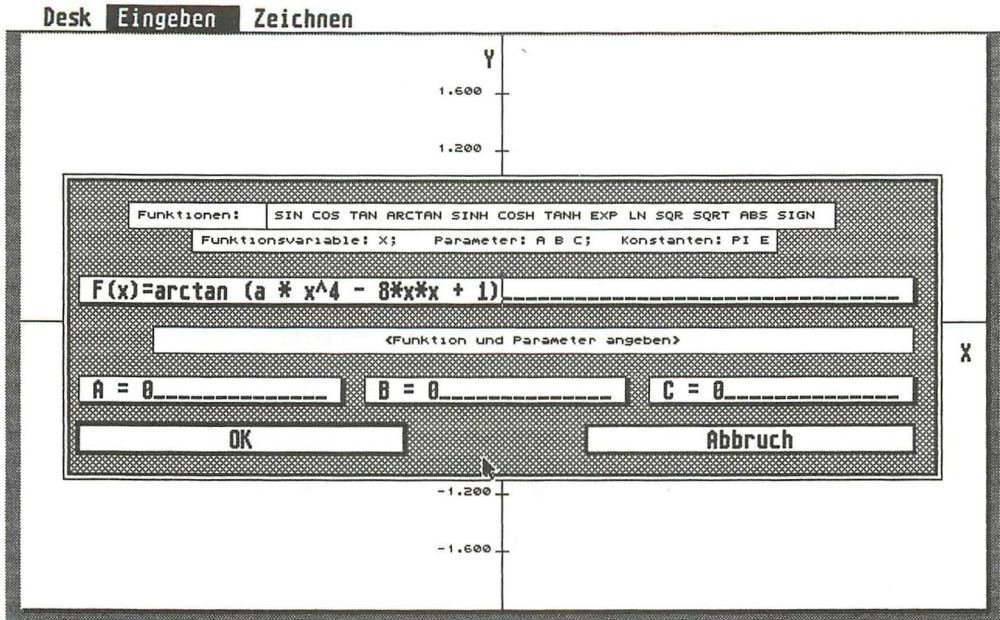 Desk Eingeben Zeichnen
Y
1.600
1.200
Funktionen: SIN COS TAN ARCTAN SINH COSH TANH EXP LN SQR SQRT ABS SIGN
Funktionsvariable: X; Parameter: A B C; Konstanten: PI E
F(x)=arctan (a * x^4 - 8*x*x + 1)
<Funktion und Parameter angeben>
X
A = 0 B = 0 C = 0
OK Abbruch
-1.200
-1.600